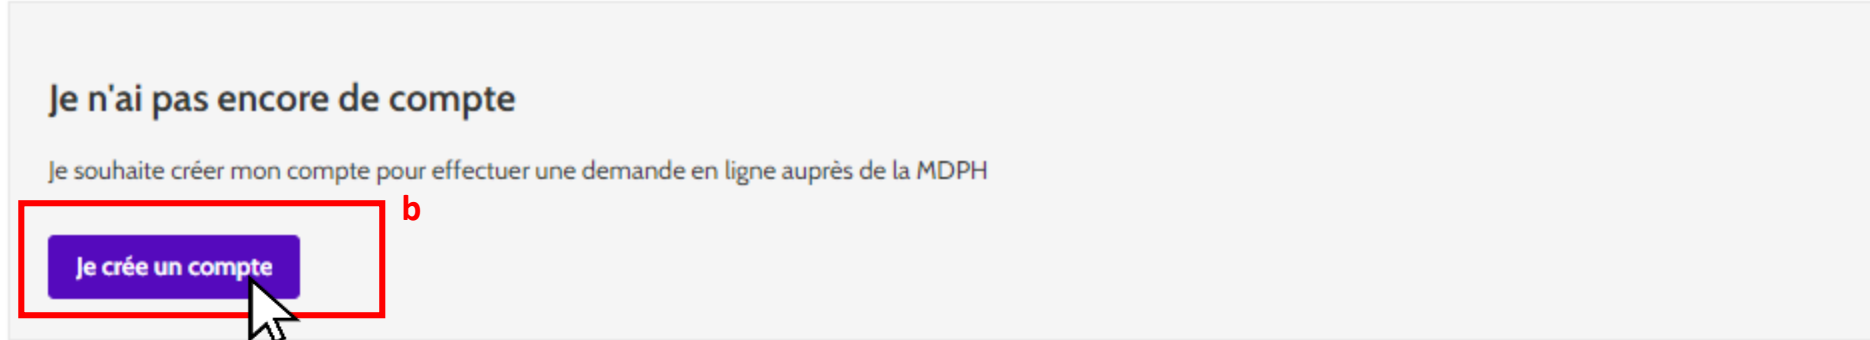 Je n'ai pas encore de compte
Je souhaite créer mon compte pour effectuer une demande en ligne auprès de la MDPH
b
Je crée un compte